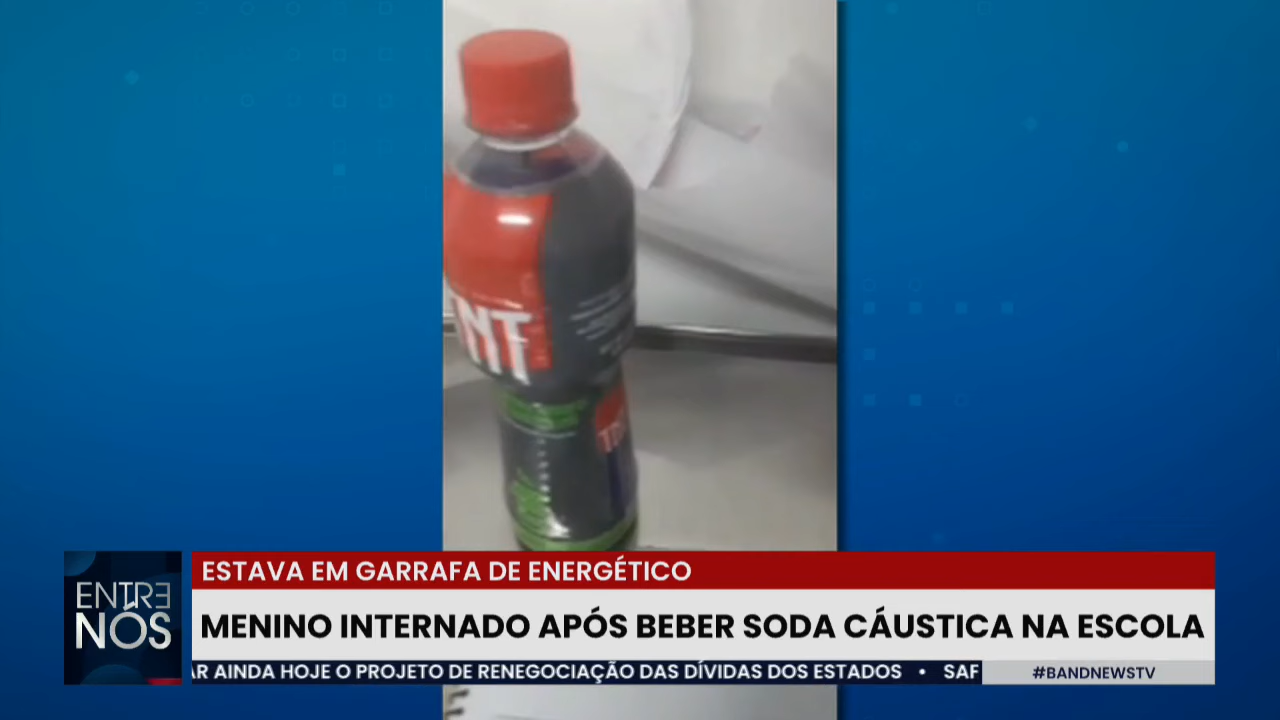 TNT
ESTAVA EM GARRAFA DE ENERGÉTICO
ENTRE
NÓS
MENINO INTERNADO APÓS BEBER SODA CÁUSTICA NA ESCOLA
AR AINDA HOJE O PROJETO DE RENEGOCIAÇÃO DAS DÍVIDAS DOS ESTADOS • SAF
#BANDNEWSTV